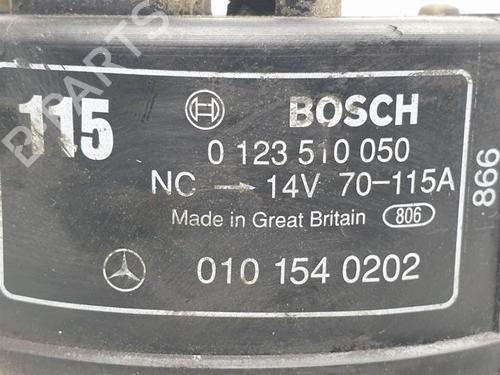 115
BOSCH
0 123 510 050
NC → 14V 70-115A
Made in Great Britain 806
010 154 0202
866
B PARTS